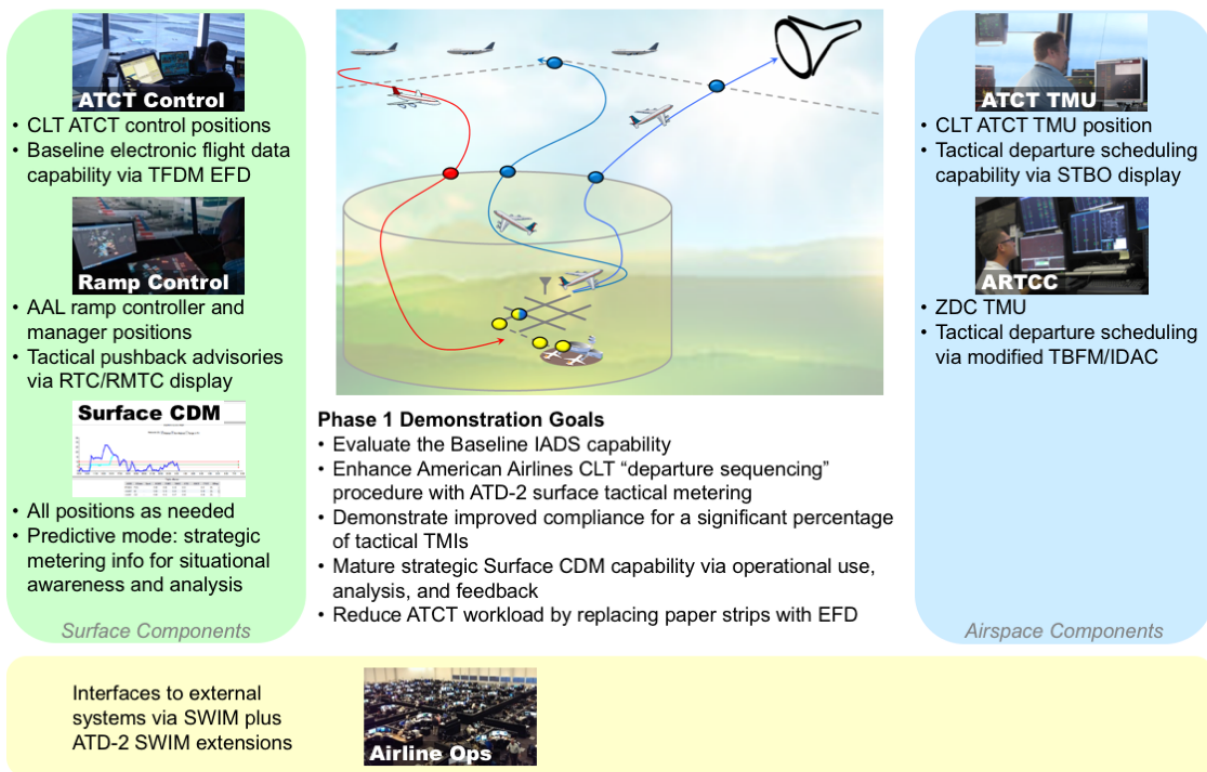 ATCT Control
• CLT ATCT control positions
• Baseline electronic flight data
capability via TFDM EFD
Ramp Control
• AAL ramp controller and
manager positions
• Tactical pushback advisories
via RTC/RMTC display
Surface CDM
• All positions as needed
• Predictive mode: strategic
metering info for situational
awareness and analysis
Surface Components
Phase 1 Demonstration Goals
• Evaluate the Baseline IADS capability
• Enhance American Airlines CLT “departure sequencing”
procedure with ATD-2 surface tactical metering
• Demonstrate improved compliance for a significant percentage
of tactical TMIs
• Mature strategic Surface CDM capability via operational use,
analysis, and feedback
• Reduce ATCT workload by replacing paper strips with EFD
ATCT TMU
• CLT ATCT TMU position
• Tactical departure scheduling
capability via STBO display
ARTCC
• ZDC TMU
• Tactical departure scheduling
via modified TBFM/IDAC
Airspace Components
Interfaces to external
systems via SWIM plus
ATD-2 SWIM extensions
Airline Ops